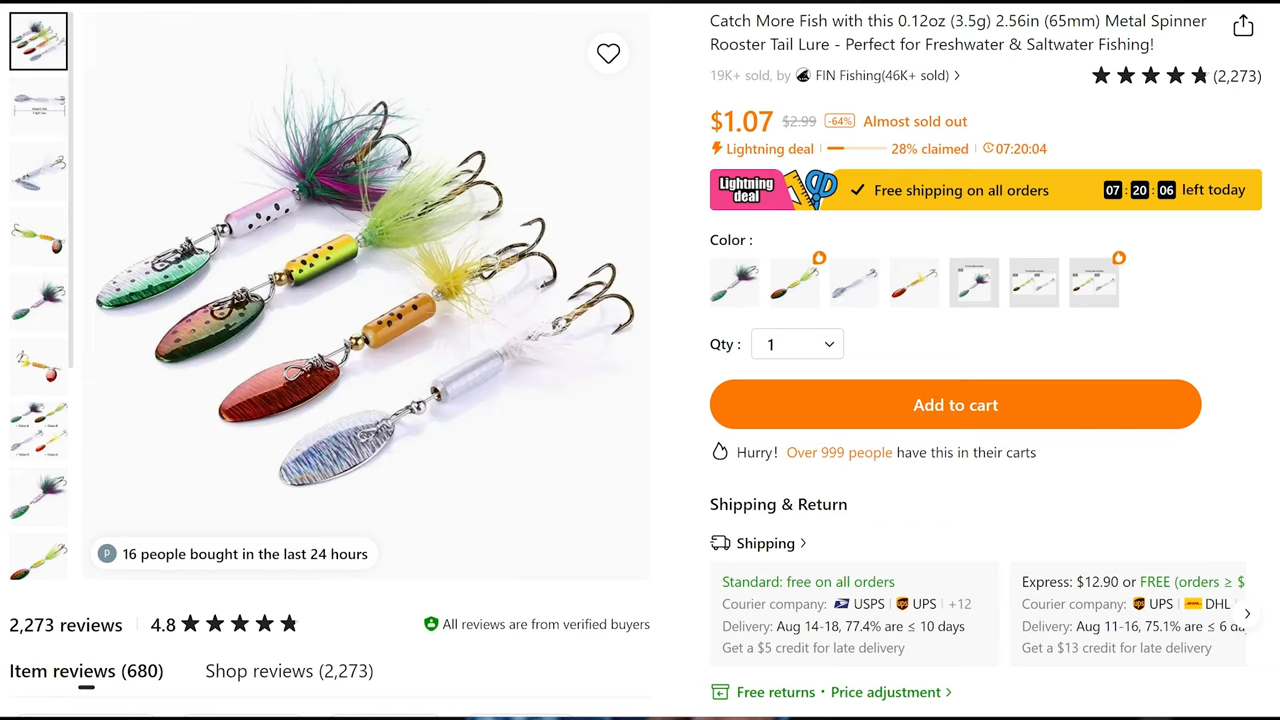 Catch More Fish with this 0.12oz (3.5g) 2.56in (65mm) Metal Spinner
Rooster Tail Lure - Perfect for Freshwater & Saltwater Fishing!
19K+ sold, by FIN Fishing(46K+ sold) >
(2,273)
$1.07 $2.99 -64% Almost sold out
Lightning deal 28% claimed 07:20:04
Lightning deal Free shipping on all orders 07 : 20 : 06 left today
Color :
Qty : 1
Add to cart
Hurry! Over 999 people have this in their carts
Shipping & Return
Shipping >
Standard: free on all orders
Courier company: USPS | UPS | +12
Delivery: Aug 14-18, 77.4% are ≤ 10 days
Get a $5 credit for late delivery
Express: $12.90 or FREE (orders ≥ $
Courier company: UPS | DHL
Delivery: Aug 11-16, 75.1% are ≤ 6 da
Get a $13 credit for late delivery
Free returns • Price adjustment >
P 16 people bought in the last 24 hours
2,273 reviews 4.8 All reviews are from verified buyers
Item reviews (680) Shop reviews (2,273)